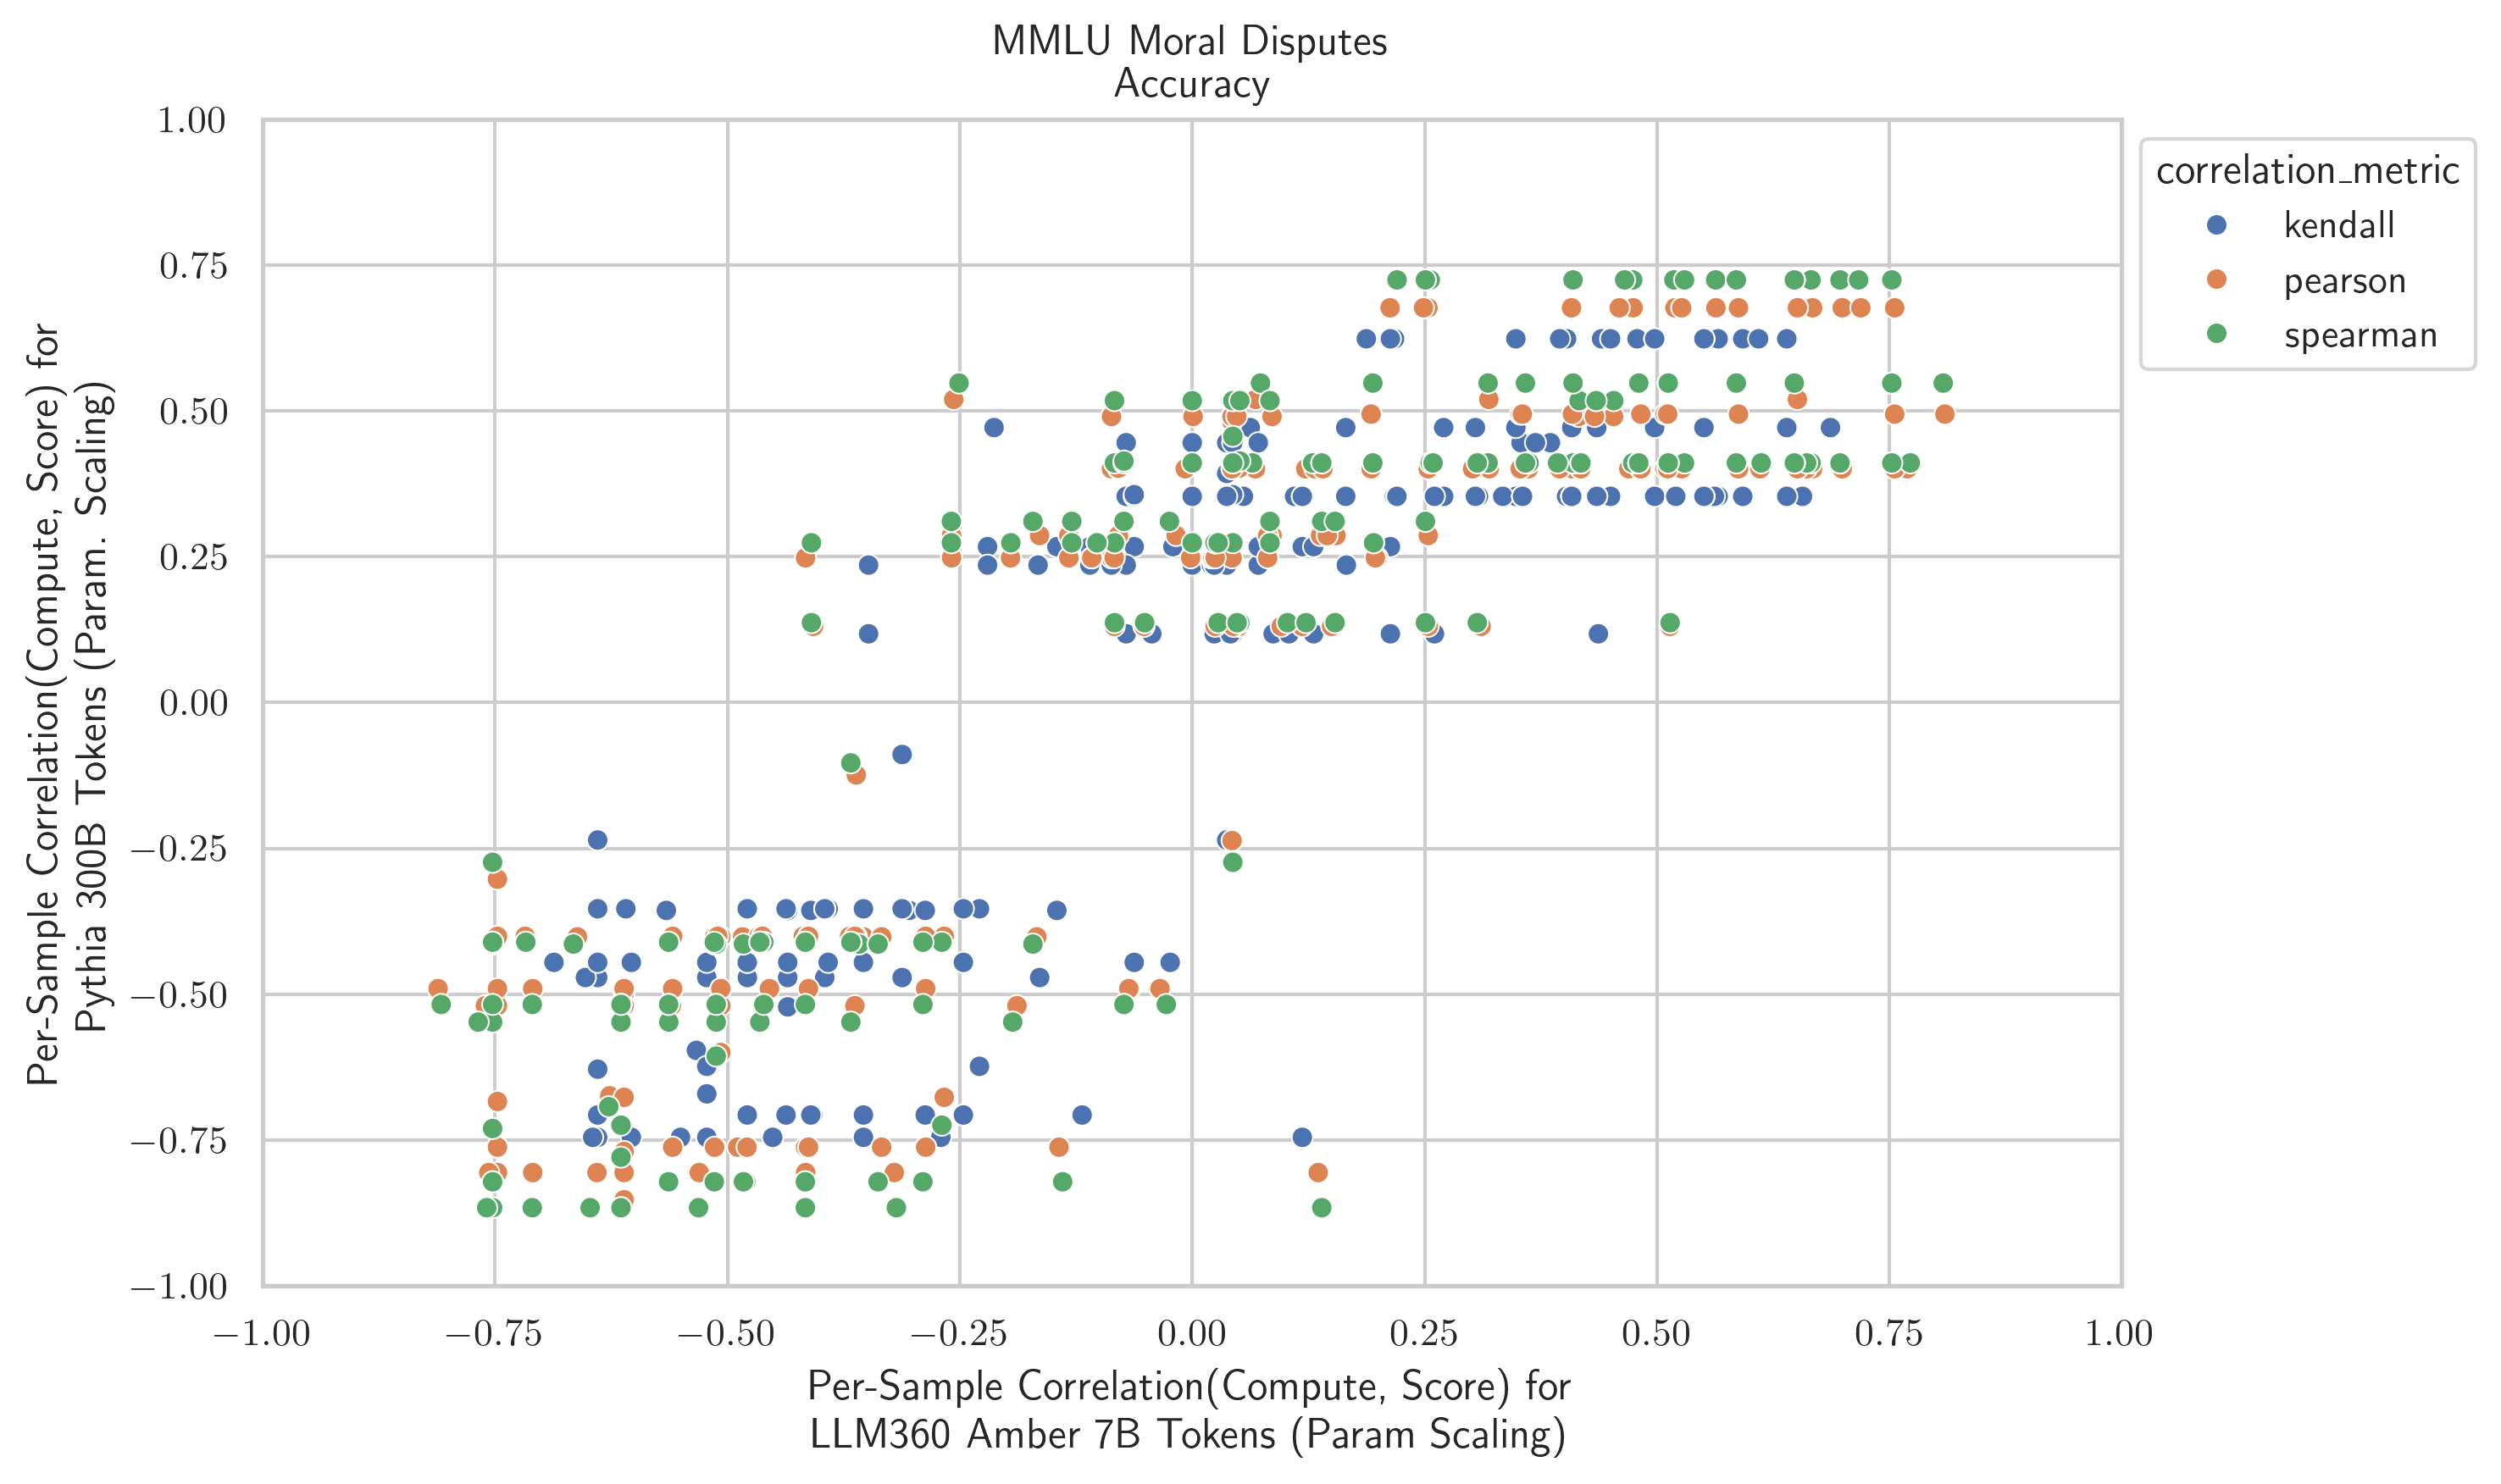 MMLU Moral Disputes
Accuracy
Per-Sample Correlation(Compute, Score) for
Pythia 300B Tokens (Param. Scaling)
1.00
0.75
0.50
0.25
0.00
−0.25
−0.50
−0.75
−1.00
−1.00 −0.75 −0.50 −0.25 0.00 0.25 0.50 0.75 1.00
Per-Sample Correlation(Compute, Score) for
LLM360 Amber 7B Tokens (Param Scaling)
correlation_metric
kendall
pearson
spearman